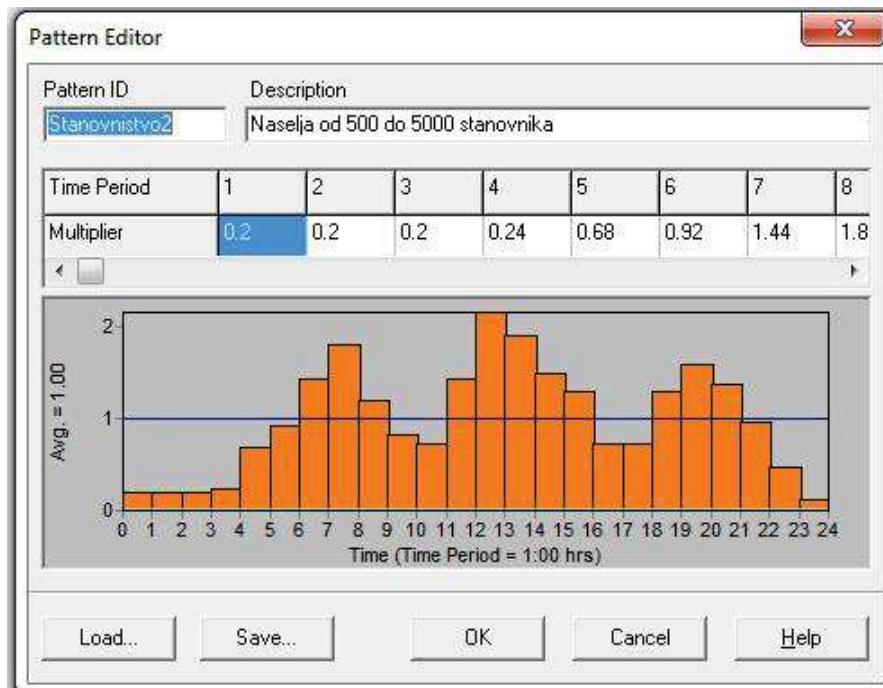 Pattern Editor
Pattern ID Description
Stanovnistvo2 Naselja od 500 do 5000 stanovnika
Time Period 1 2 3 4 5 6 7 8
Multiplier 0.2 0.2 0.2 0.24 0.68 0.92 1.44 1.8
Avg. = 1.00
2
1
0
0 1 2 3 4 5 6 7 8 9 10 11 12 13 14 15 16 17 18 19 20 21 22 23 24
Time (Time Period = 1:00 hrs)
Load... Save... OK Cancel Help